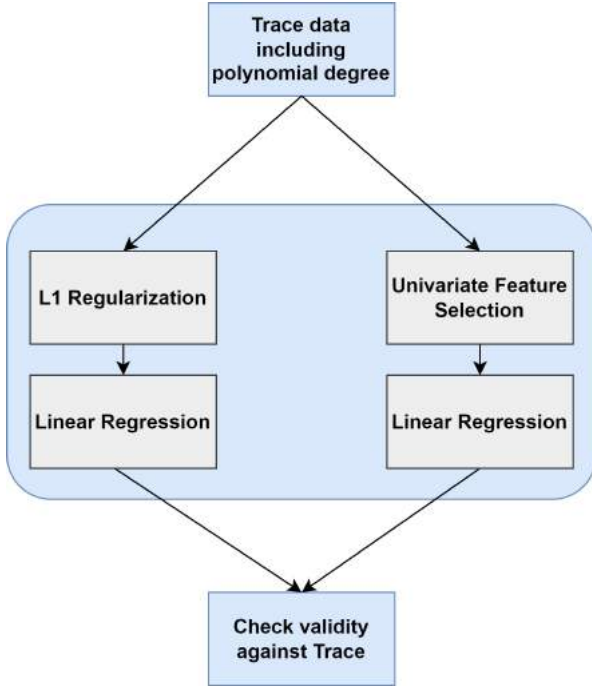 Trace data
including
polynomial degree
L1 Regularization
Univariate Feature
Selection
Linear Regression
Linear Regression
Check validity
against Trace